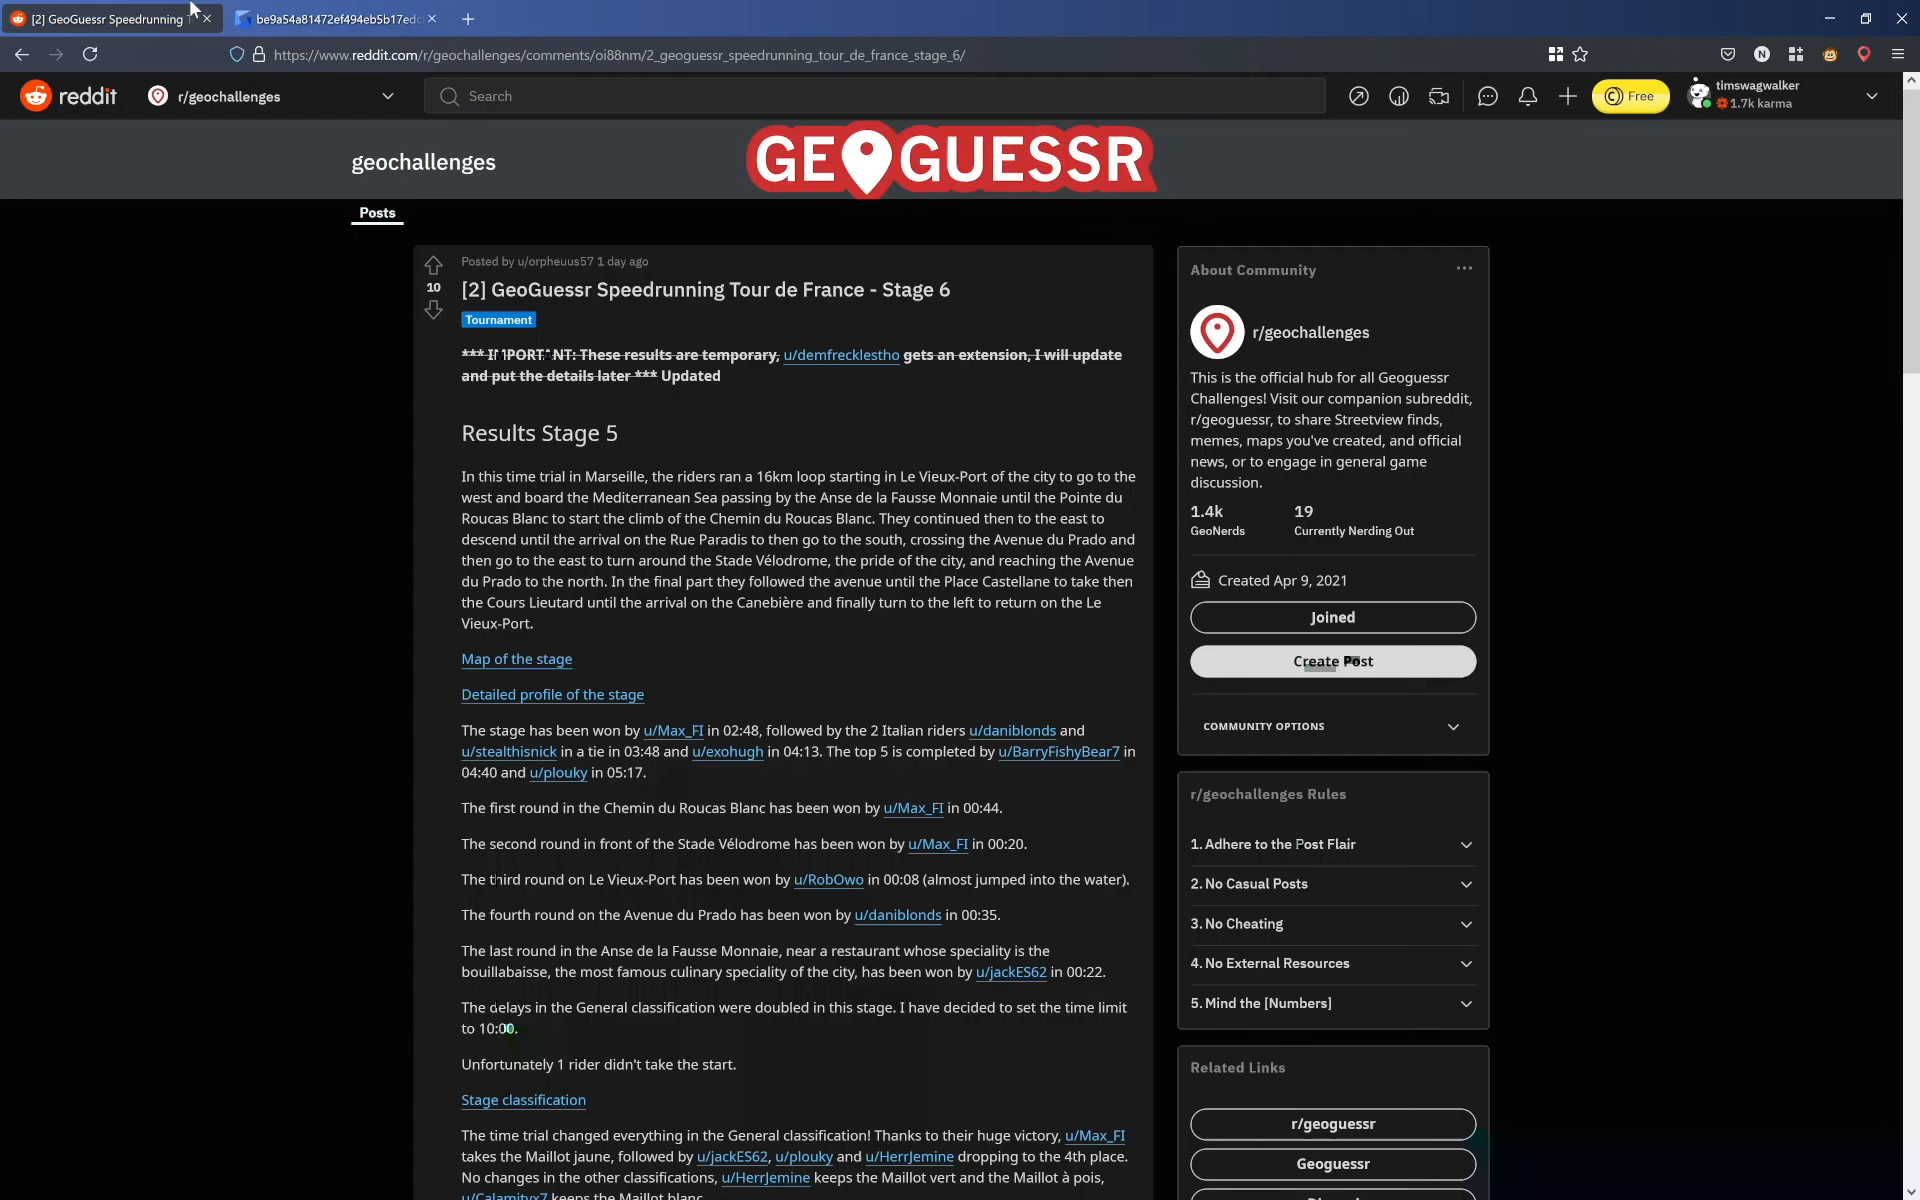 [2] GeoGuessr Speedrunning
be9a54a81472ef494eb5b17edc
https://www.reddit.com/r/geochallenges/comments/oi88nm/2_geoguessr_speedrunning_tour_de_france_stage_6/
reddit
r/geochallenges
Search
Free
timswagwalker
1.7k karma
geochallenges
GEOGUESSR
Posts
Posted by u/orpheuus57 1 day ago
10
[2] GeoGuessr Speedrunning Tour de France - Stage 6
Tournament
*** IMPORTANT: These results are temporary, u/demfrecklestho gets an extension, I will update
and put the details later *** Updated
Results Stage 5
In this time trial in Marseille, the riders ran a 16km loop starting in Le Vieux-Port of the city to go to the
west and board the Mediterranean Sea passing by the Anse de la Fausse Monnaie until the Pointe du
Roucas Blanc to start the climb of the Chemin du Roucas Blanc. They continued then to the east to
descend until the arrival on the Rue Paradis to then go to the south, crossing the Avenue du Prado and
then go to the east to turn around the Stade Vélodrome, the pride of the city, and reaching the Avenue
du Prado to the north. In the final part they followed the avenue until the Place Castellane to take then
the Cours Lieutard until the arrival on the Canebière and finally turn to the left to return on the Le
Vieux-Port.
Map of the stage
Detailed profile of the stage
The stage has been won by u/Max_FI in 02:48, followed by the 2 Italian riders u/daniblonds and
u/stealthisnick in a tie in 03:48 and u/exohugh in 04:13. The top 5 is completed by u/BarryFishyBear7 in
04:40 and u/plouky in 05:17.
The first round in the Chemin du Roucas Blanc has been won by u/Max_FI in 00:44.
The second round in front of the Stade Vélodrome has been won by u/Max_FI in 00:20.
The third round on Le Vieux-Port has been won by u/RobOwo in 00:08 (almost jumped into the water).
The fourth round on the Avenue du Prado has been won by u/daniblonds in 00:35.
The last round in the Anse de la Fausse Monnaie, near a restaurant whose speciality is the
bouillabaisse, the most famous culinary speciality of the city, has been won by u/jackES62 in 00:22.
The delays in the General classification were doubled in this stage. I have decided to set the time limit
to 10:00.
Unfortunately 1 rider didn't take the start.
Stage classification
The time trial changed everything in the General classification! Thanks to their huge victory, u/Max_FI
takes the Maillot jaune, followed by u/jackES62, u/plouky and u/HerrJemine dropping to the 4th place.
No changes in the other classifications, u/HerrJemine keeps the Maillot vert and the Maillot à pois,
u/Calamityx7 keeps the Maillot blanc.
About Community
r/geochallenges
This is the official hub for all Geoguessr
Challenges! Visit our companion subreddit,
r/geoguessr, to share Streetview finds,
memes, maps you've created, and official
news, or to engage in general game
discussion.
1.4k
GeoNerds
19
Currently Nerding Out
Created Apr 9, 2021
Joined
Create Post
COMMUNITY OPTIONS
r/geochallenges Rules
1. Adhere to the Post Flair
2. No Casual Posts
3. No Cheating
4. No External Resources
5. Mind the [Numbers]
Related Links
r/geoguessr
Geoguessr